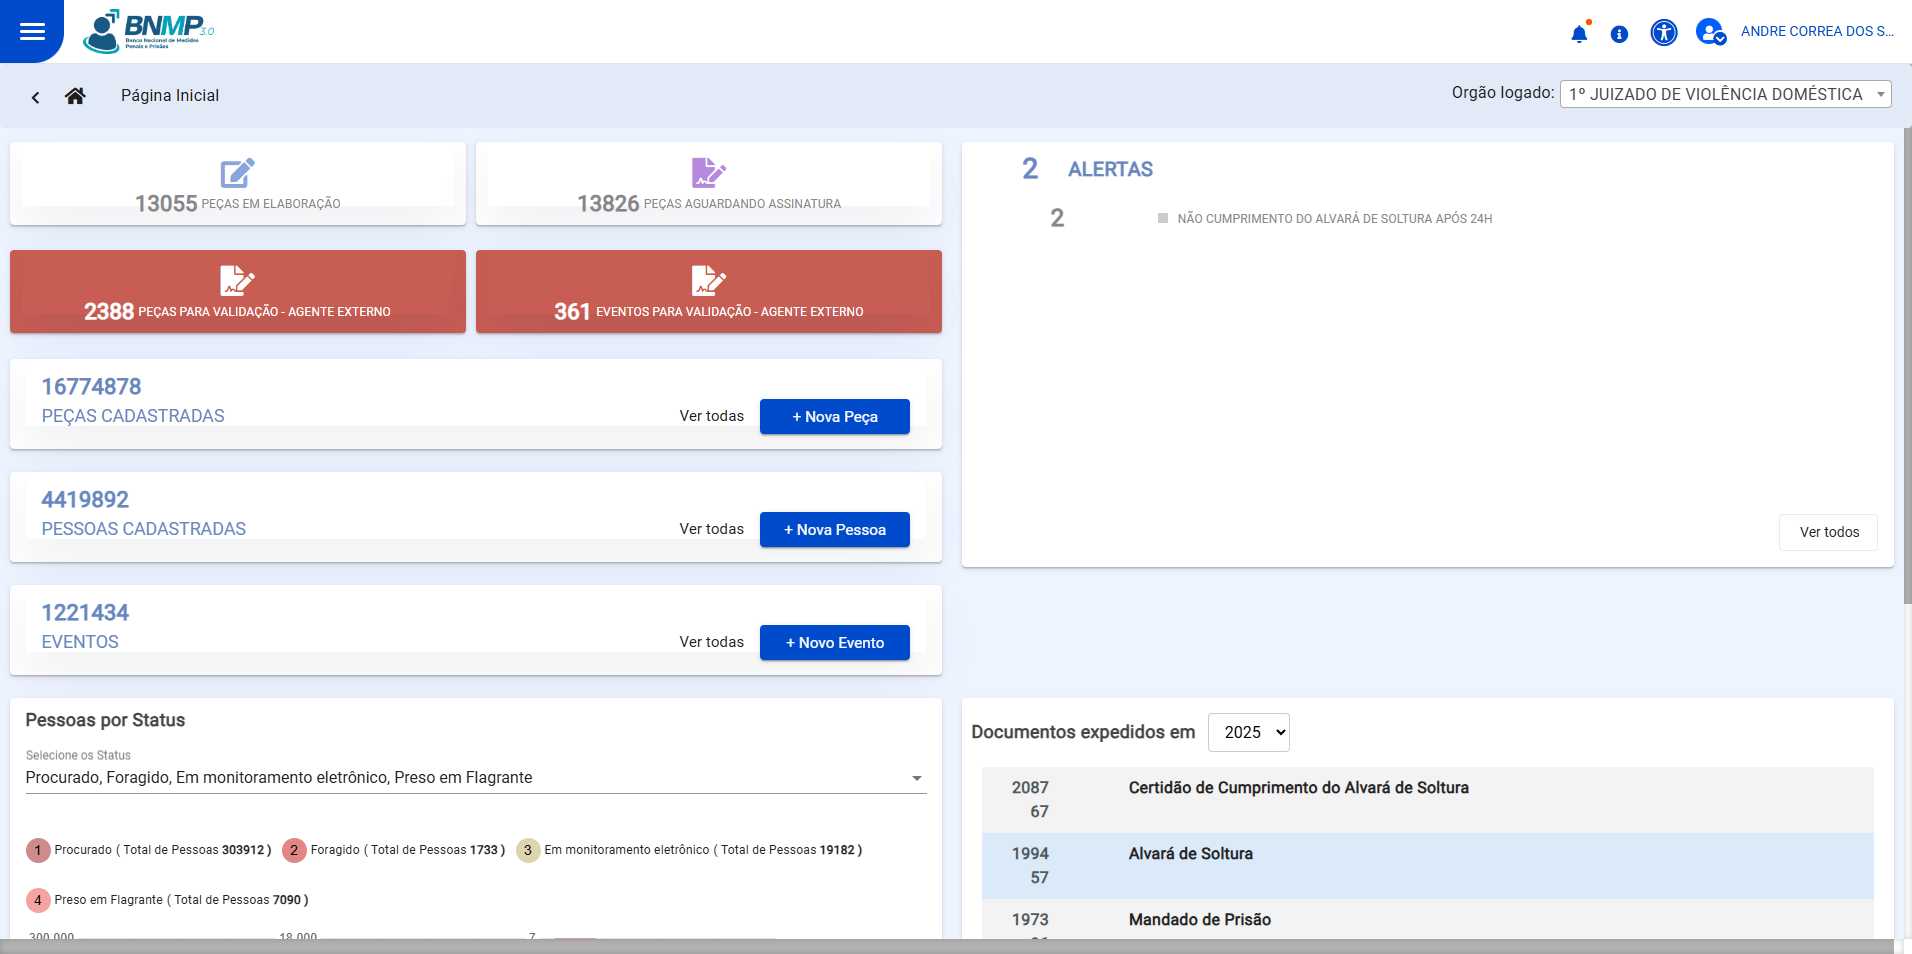 BNMP 3.0
Banco Nacional de Medidas
Penais e Prisões
ANDRE CORREA DOS S...
Página Inicial
Orgão logado:
1º JUIZADO DE VIOLÊNCIA DOMÉSTICA
13055 PEÇAS EM ELABORAÇÃO
13826 PEÇAS AGUARDANDO ASSINATURA
2388 PEÇAS PARA VALIDAÇÃO - AGENTE EXTERNO
361 EVENTOS PARA VALIDAÇÃO - AGENTE EXTERNO
16774878
PEÇAS CADASTRADAS
Ver todas
+ Nova Peça
4419892
PESSOAS CADASTRADAS
Ver todas
+ Nova Pessoa
1221434
EVENTOS
Ver todas
+ Novo Evento
2 ALERTAS
2 NÃO CUMPRIMENTO DO ALVARÁ DE SOLTURA APÓS 24H
Ver todos
Pessoas por Status
Selecione os Status
Procurado, Foragido, Em monitoramento eletrônico, Preso em Flagrante
1 Procurado ( Total de Pessoas 303912 ) 2 Foragido ( Total de Pessoas 1733 ) 3 Em monitoramento eletrônico ( Total de Pessoas 19182 )
4 Preso em Flagrante ( Total de Pessoas 7090 )
300.000 18.000 7
Documentos expedidos em 2025
2087 Certidão de Cumprimento do Alvará de Soltura
67
1994 Alvará de Soltura
57
1973 Mandado de Prisão